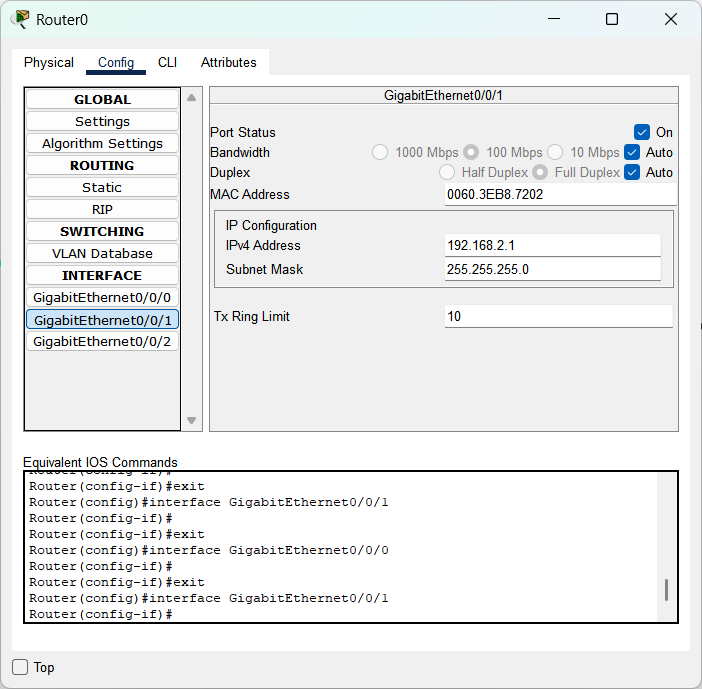 Router0
Physical Config CLI Attributes
GLOBAL
Settings
Algorithm Settings
ROUTING
Static
RIP
SWITCHING
VLAN Database
INTERFACE
GigabitEthernet0/0/0
GigabitEthernet0/0/1
GigabitEthernet0/0/2
GigabitEthernet0/0/1
Port Status On
Bandwidth 1000 Mbps 100 Mbps 10 Mbps Auto
Duplex Half Duplex Full Duplex Auto
MAC Address 0060.3EB8.7202
IP Configuration
IPv4 Address 192.168.2.1
Subnet Mask 255.255.255.0
Tx Ring Limit 10
Equivalent IOS Commands
Router(config-if)#
Router(config-if)#exit
Router(config)#interface GigabitEthernet0/0/1
Router(config-if)#
Router(config-if)#exit
Router(config)#interface GigabitEthernet0/0/0
Router(config-if)#
Router(config-if)#exit
Router(config)#interface GigabitEthernet0/0/1
Router(config-if)#
Top